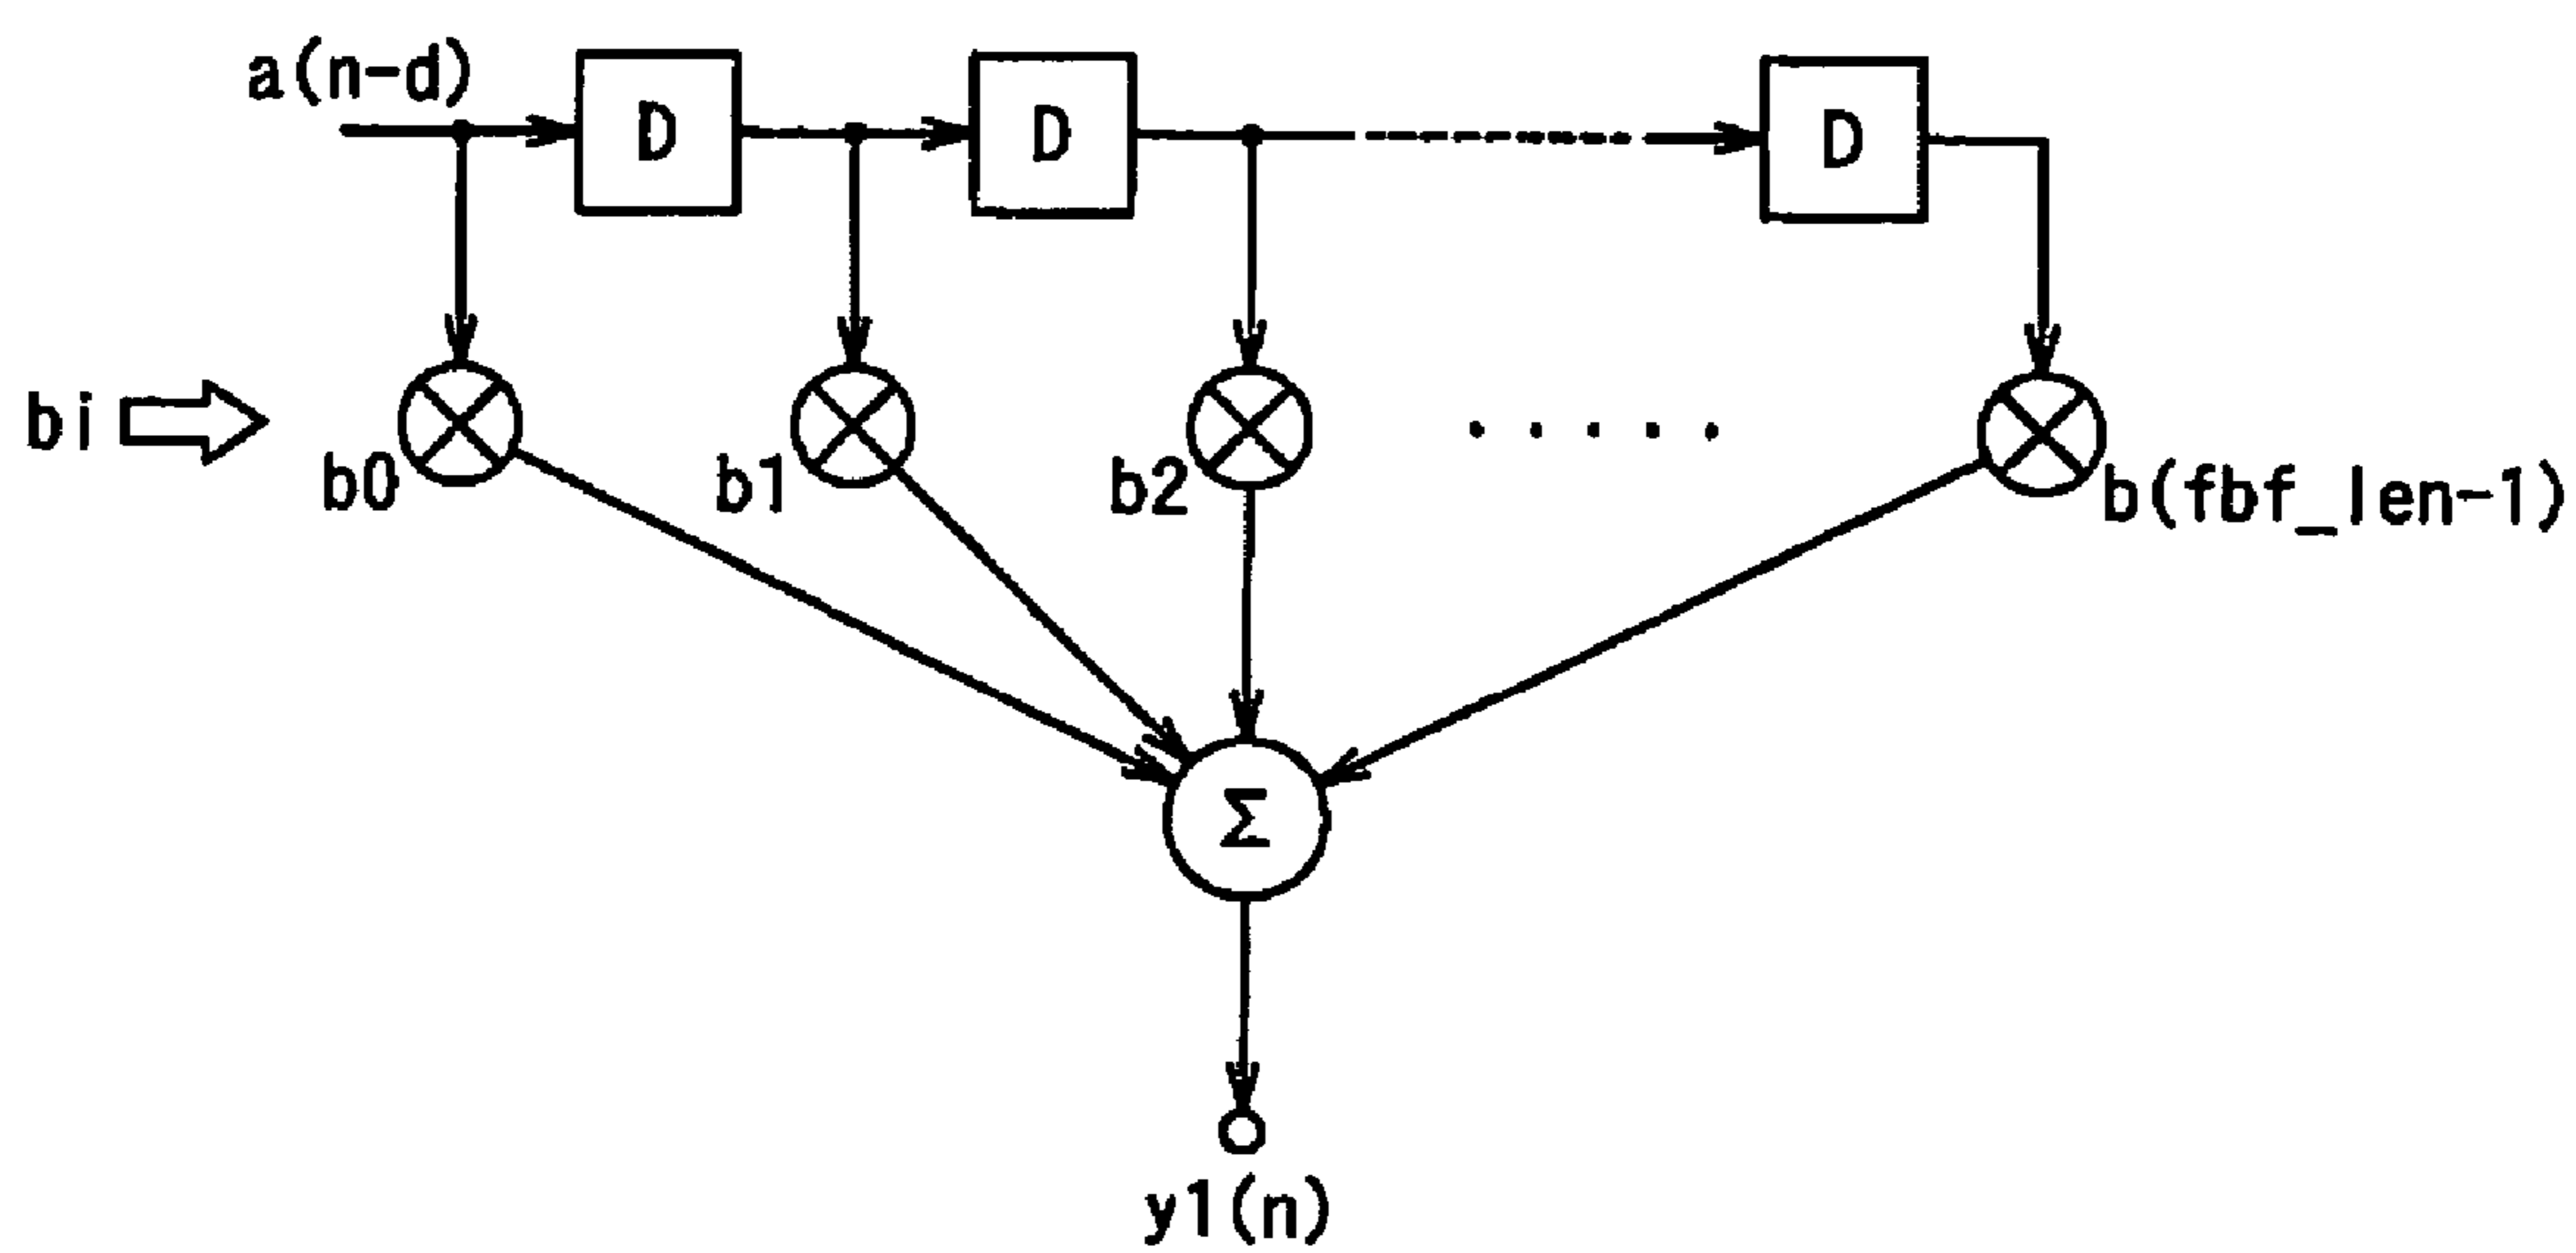 a(n-d)
D D D
bi b0 b1 b2 ・・・・・ b(fbf_len-1)
Σ
y1(n)